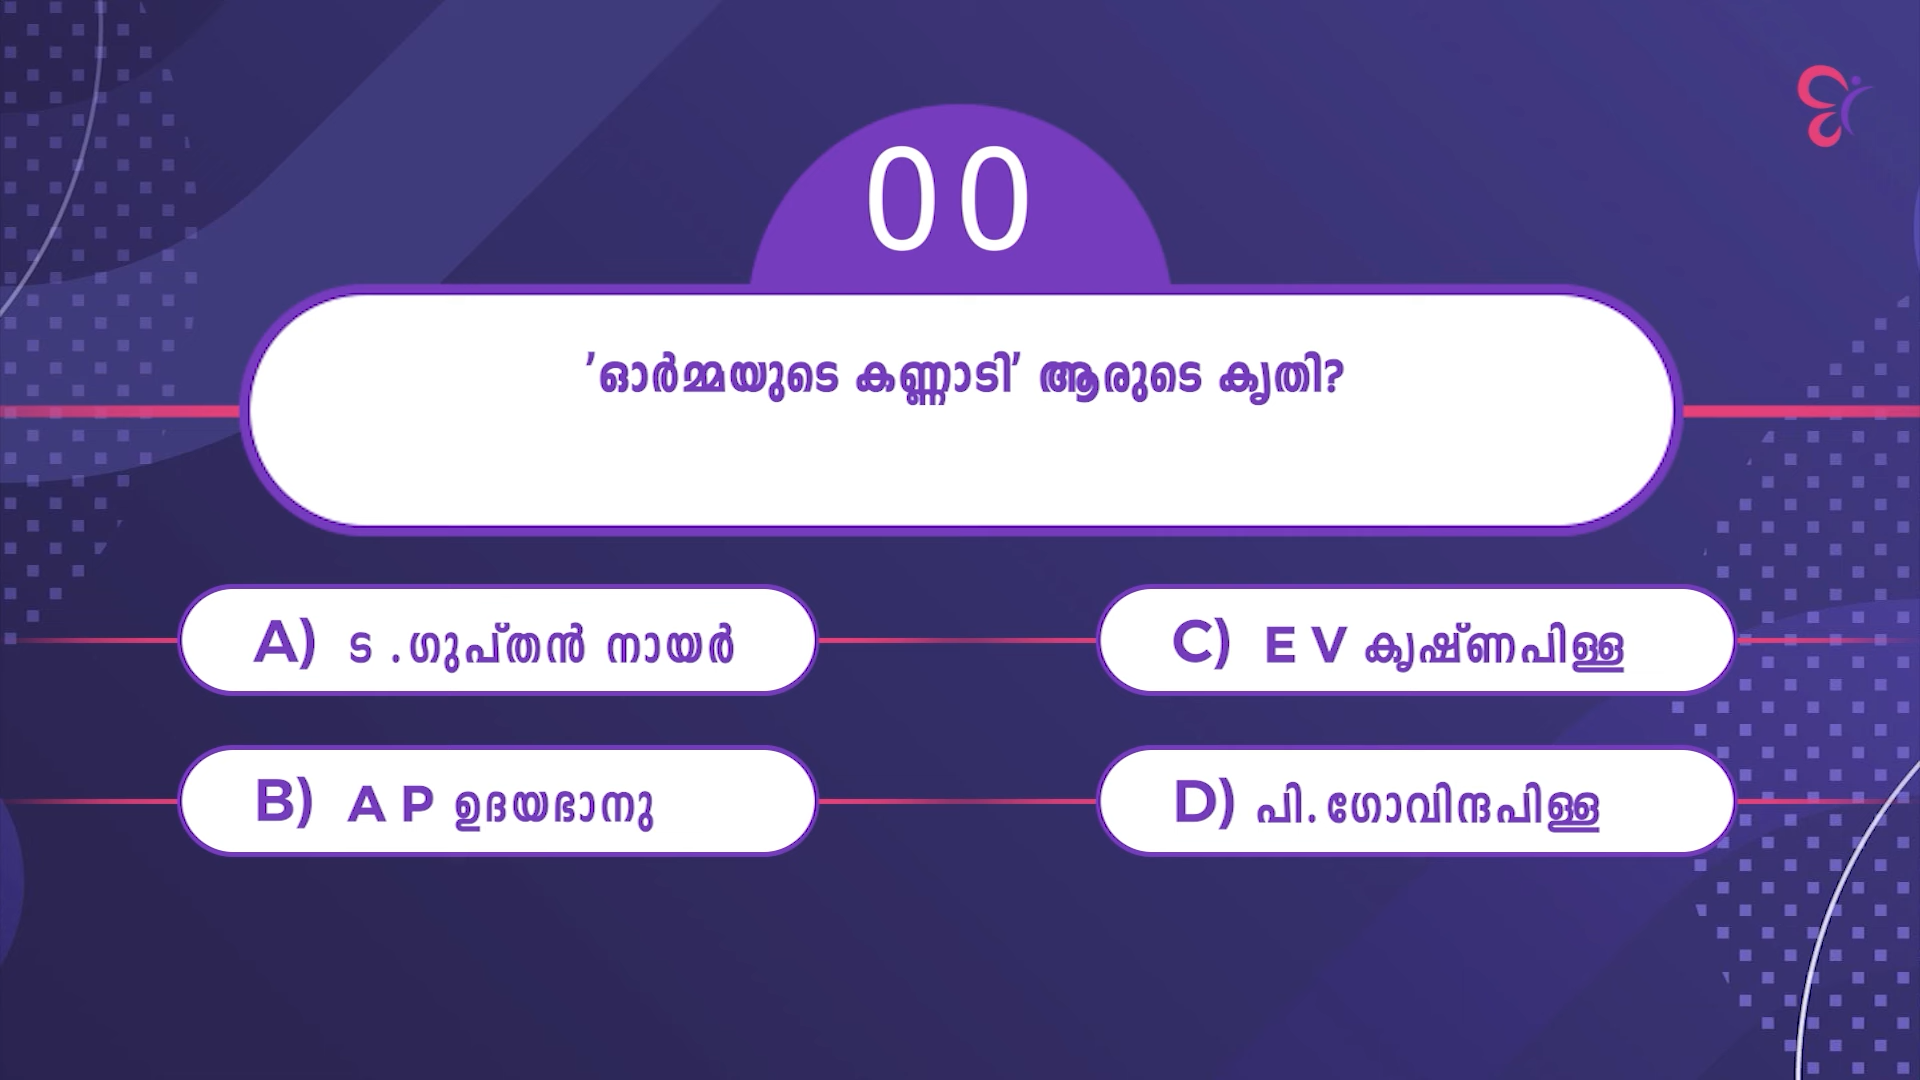 00
'ഓർമ്മയുടെ കണ്ണാടി' ആരുടെ കൃതി?
A) ട .ഗുപ്തൻ നായർ
B) A P ഉദയഭാനു
C) E V കൃഷ്ണപിള്ള
D) പി. ഗോവിന്ദപിള്ള